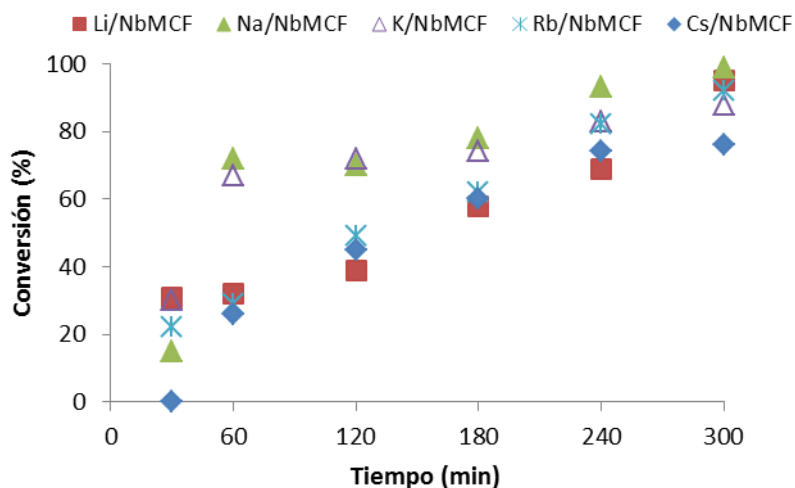 Li/NbMCF Na/NbMCF K/NbMCF Rb/NbMCF Cs/NbMCF
100
80
60
40
20
0
Conversión (%)
0 60 120 180 240 300
Tiempo (min)